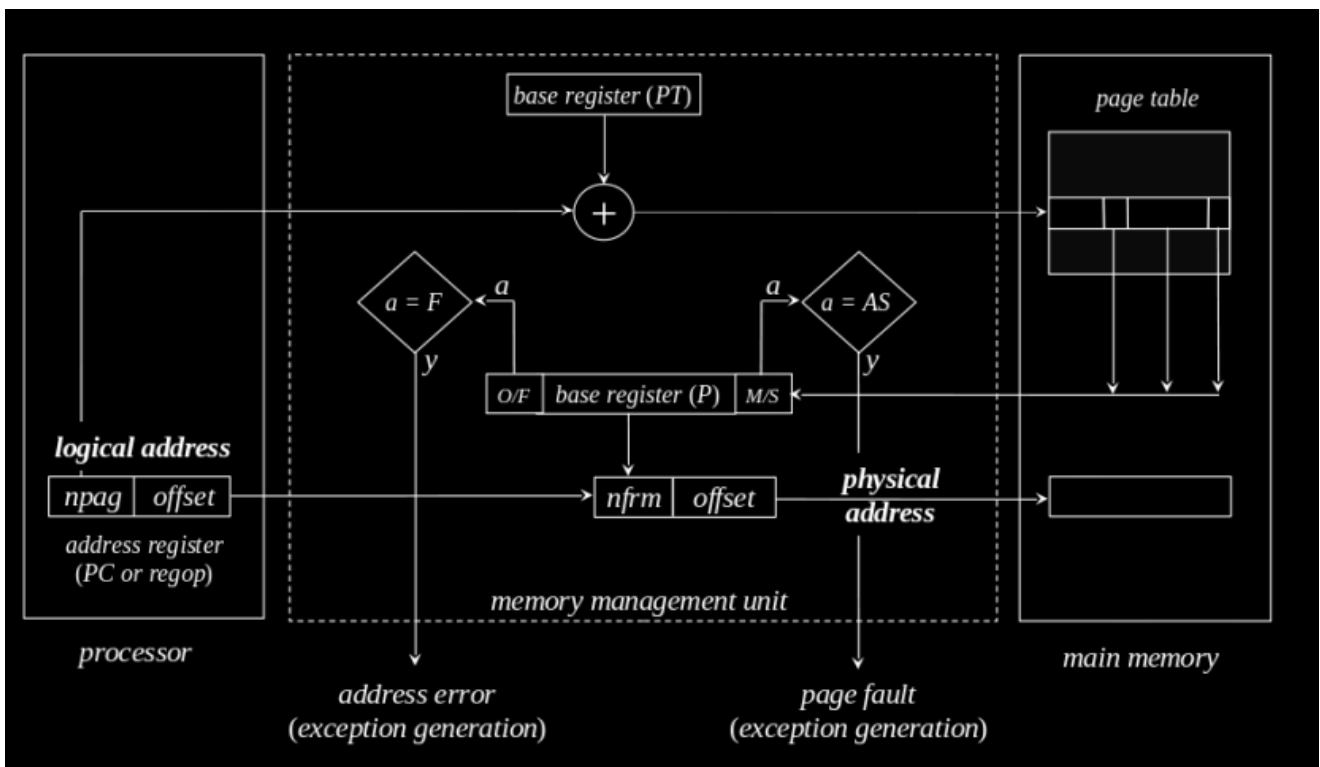 base register (PT)
page table
+
a = F
a
a
a = AS
y
y
O/F
base register (P)
M/S
logical address
npag
offset
nfrm
offset
physical
address
address register
(PC or regop)
memory management unit
processor
main memory
address error
(exception generation)
page fault
(exception generation)